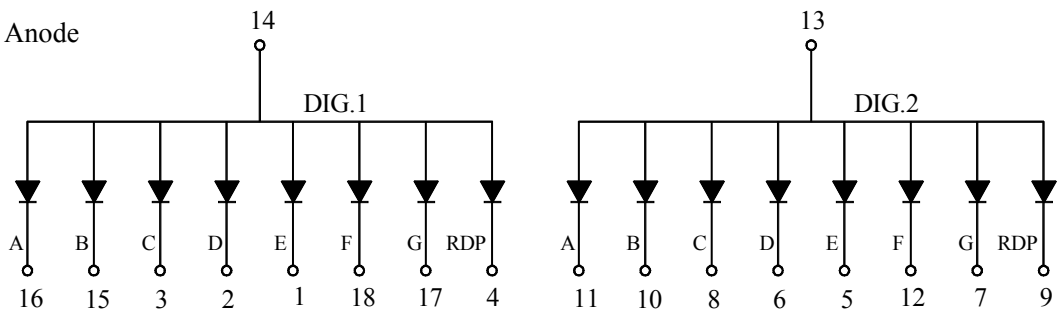 14 13
Anode
DIG.1 DIG.2
A B C D E F G RDP A B C D E F G RDP
16 15 3 2 1 18 17 4 11 10 8 6 5 12 7 9